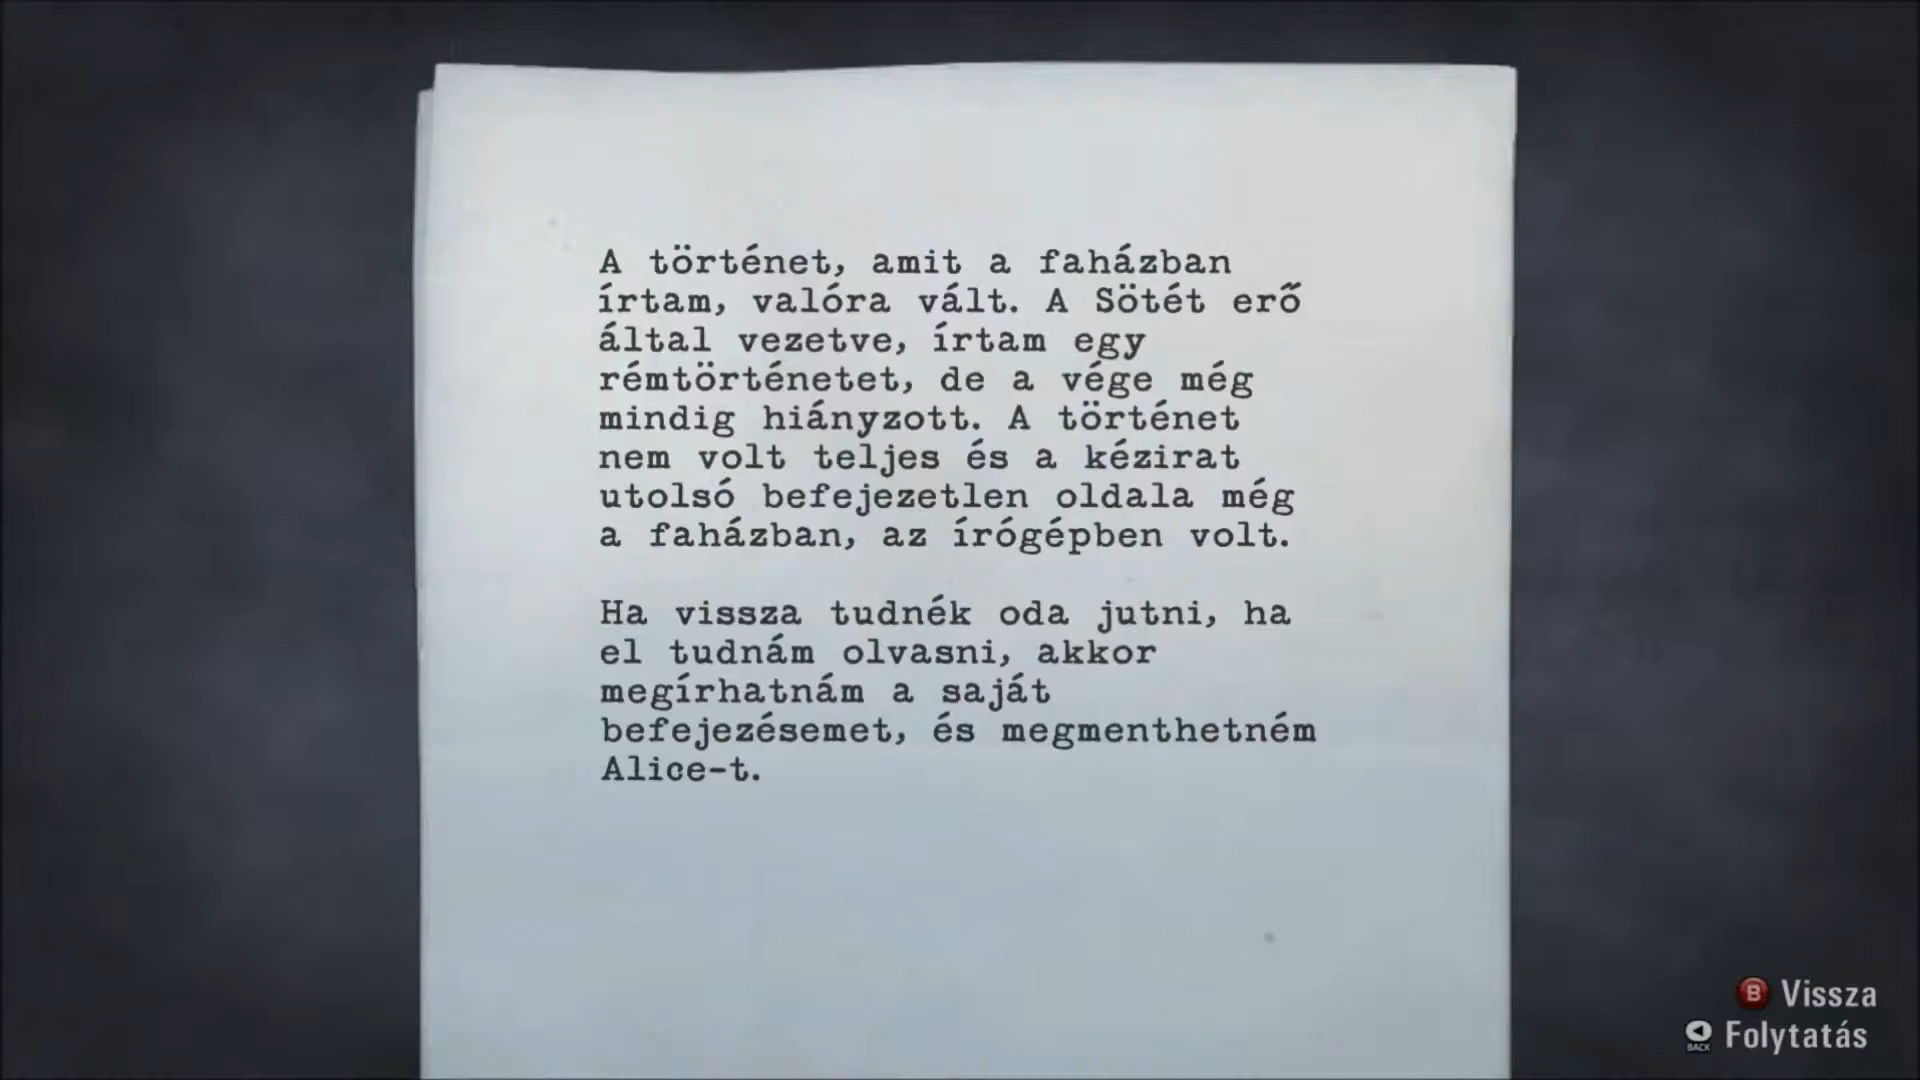 A történet, amit a faházban
írtam, valóra vált. A Sötét erő
által vezetve, írtam egy
rémtörténetet, de a vége még
mindig hiányzott. A történet
nem volt teljes és a kézirat
utolsó befejezetlen oldala még
a faházban, az írógépben volt.
Ha vissza tudnék oda jutni, ha
el tudnám olvasni, akkor
megírhatnám a saját
befejezésemet, és megmenthetném
Alice-t.
B Vissza
BACK Folytatás